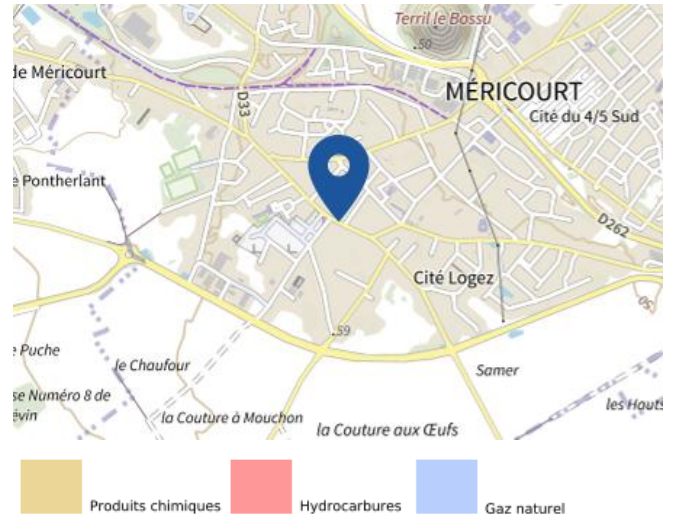 Terril le Bossu
50
de Méricourt
MÉRICOURT
D33
Cité du 4/5 Sud
Pontherlant
D262
Cité Logez
50
59
Puche
le Chaufour
Samer
se Numéro 8 de
évin
la Couture à Mouchon
la Couture aux Œufs
les Hauts
Produits chimiques
Hydrocarbures
Gaz naturel